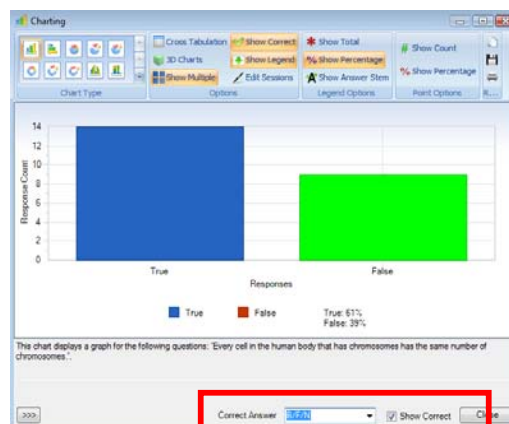 Charting
Cross Tabulation
Show Correct
Show Total
3D Charts
Show Legend
Show Percentage
Show Count
Show Multiple
Edit Sessions
Show Answer Stem
Show Percentage
Chart Type
Options
Legend Options
Point Options
R...
Response Count
14
12
10
8
6
4
2
0
True
False
Responses
True
False
True: 61%
False: 39%
This chart displays a graph for the following questions: 'Every cell in the human body that has chromosomes has the same number of
chromosomes.'.
>>>
Correct Answer
Show Correct
Close